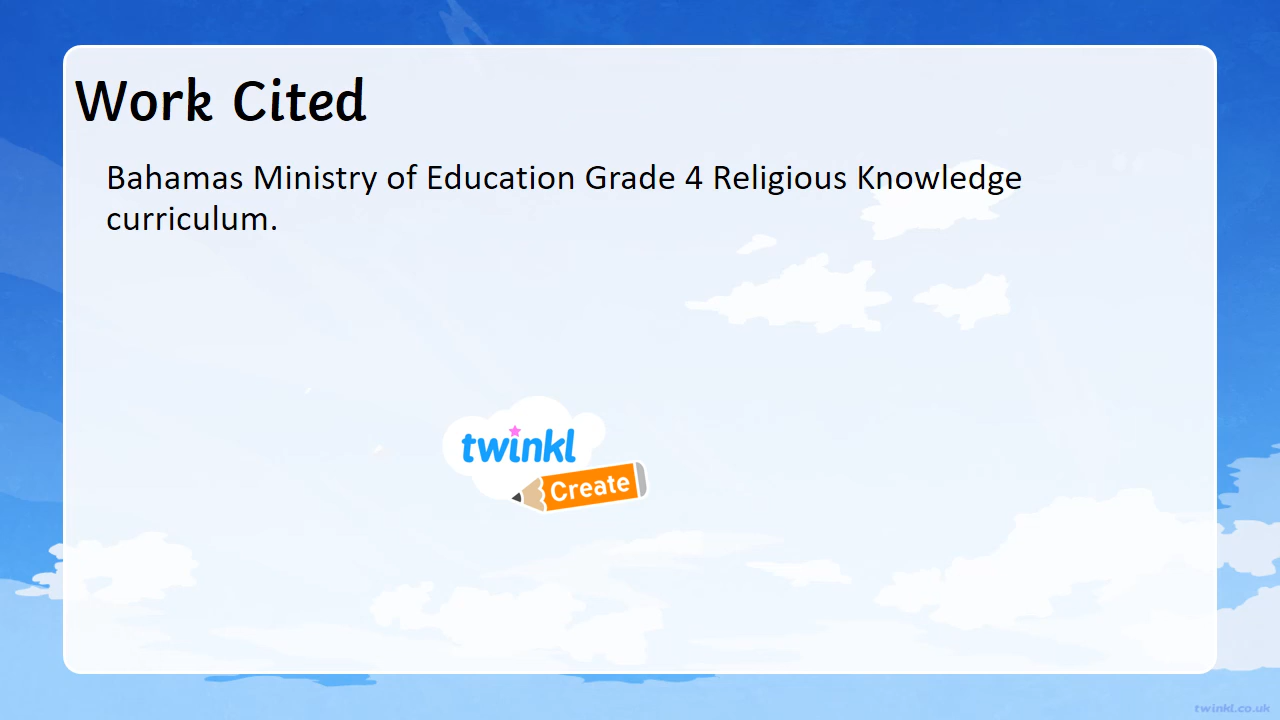 Work Cited
Bahamas Ministry of Education Grade 4 Religious Knowledge
curriculum.
twinkl
Create
twinkl.co.uk